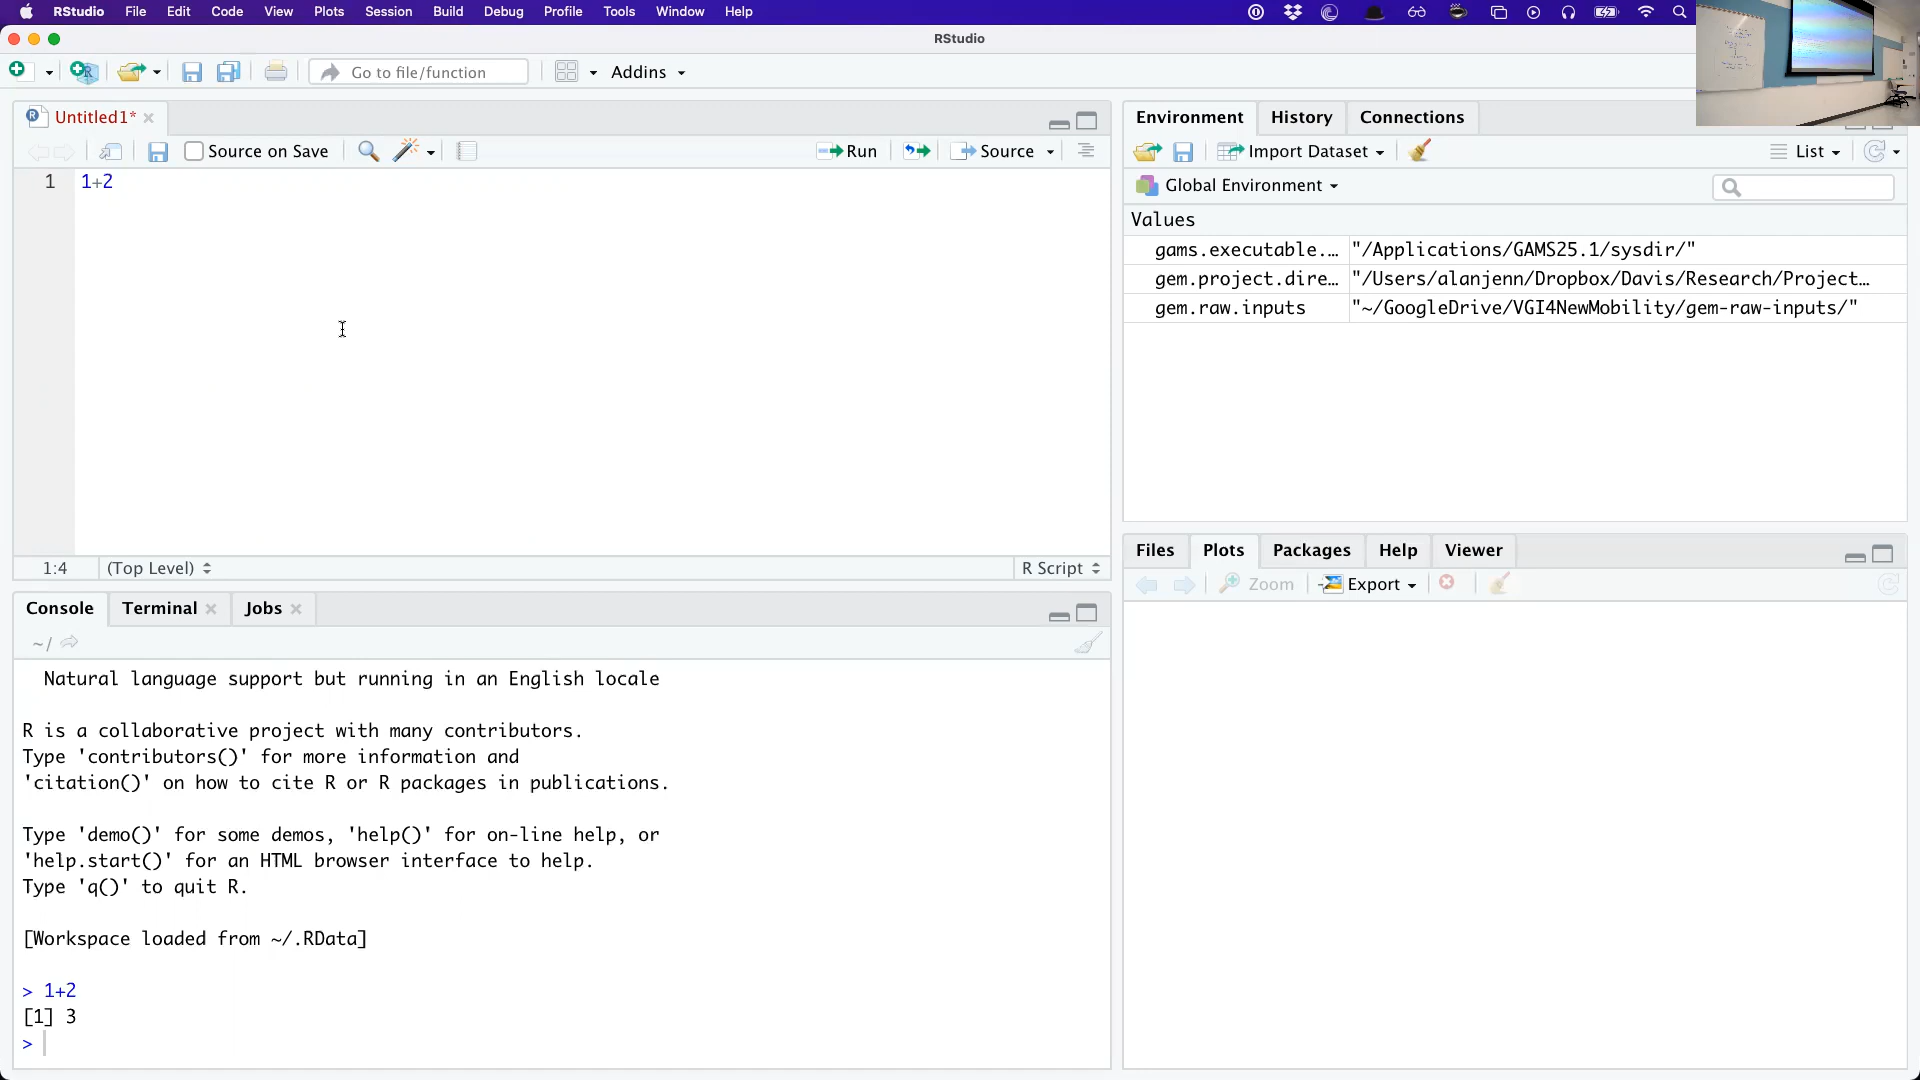 RStudio File Edit Code View Plots Session Build Debug Profile Tools Window Help
RStudio
Go to file/function
Addins
Untitled1*
Source on Save
Run
Source
1 1+2
1:4 (Top Level)
R Script
Console Terminal Jobs
~/
Natural language support but running in an English locale
R is a collaborative project with many contributors.
Type 'contributors()' for more information and
'citation()' on how to cite R or R packages in publications.
Type 'demo()' for some demos, 'help()' for on-line help, or
'help.start()' for an HTML browser interface to help.
Type 'q()' to quit R.
[Workspace loaded from ~/.RData]
> 1+2
[1] 3
>
Environment History Connections
Import Dataset
List
Global Environment
Values
gams.executable.… "/Applications/GAMS25.1/sysdir/"
gem.project.dire… "/Users/alanjenn/Dropbox/Davis/Research/Project…
gem.raw.inputs "~/GoogleDrive/VGI4NewMobility/gem-raw-inputs/"
Files Plots Packages Help Viewer
Zoom Export